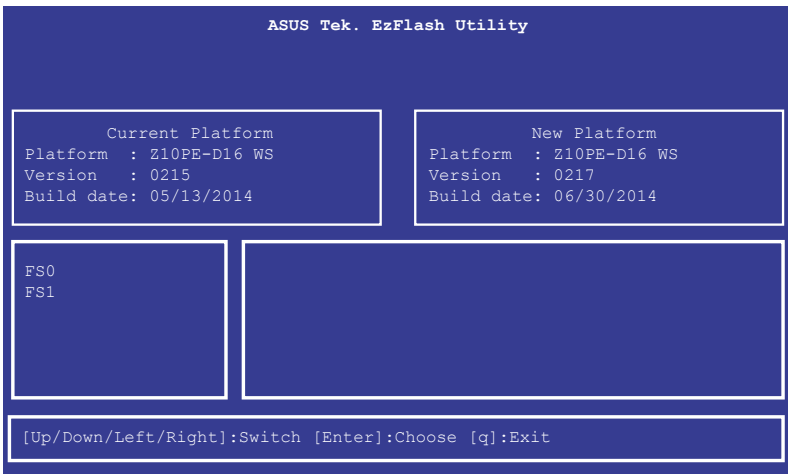 ASUS Tek. EzFlash Utility
Current Platform
Platform : Z10PE-D16 WS
Version : 0215
Build date: 05/13/2014
New Platform
Platform : Z10PE-D16 WS
Version : 0217
Build date: 06/30/2014
FS0
FS1
[Up/Down/Left/Right]:Switch [Enter]:Choose [q]:Exit